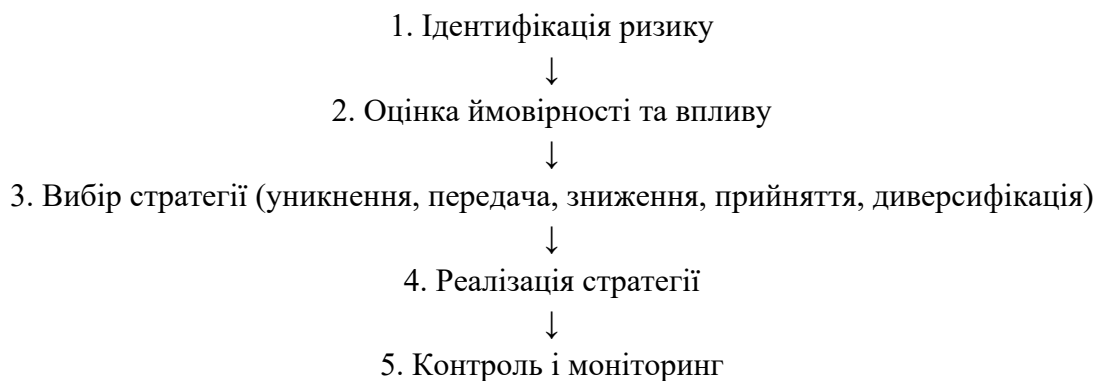 1. Ідентифікація ризику
↓
2. Оцінка ймовірності та впливу
↓
3. Вибір стратегії (уникнення, передача, зниження, прийняття, диверсифікація)
↓
4. Реалізація стратегії
↓
5. Контроль і моніторинг